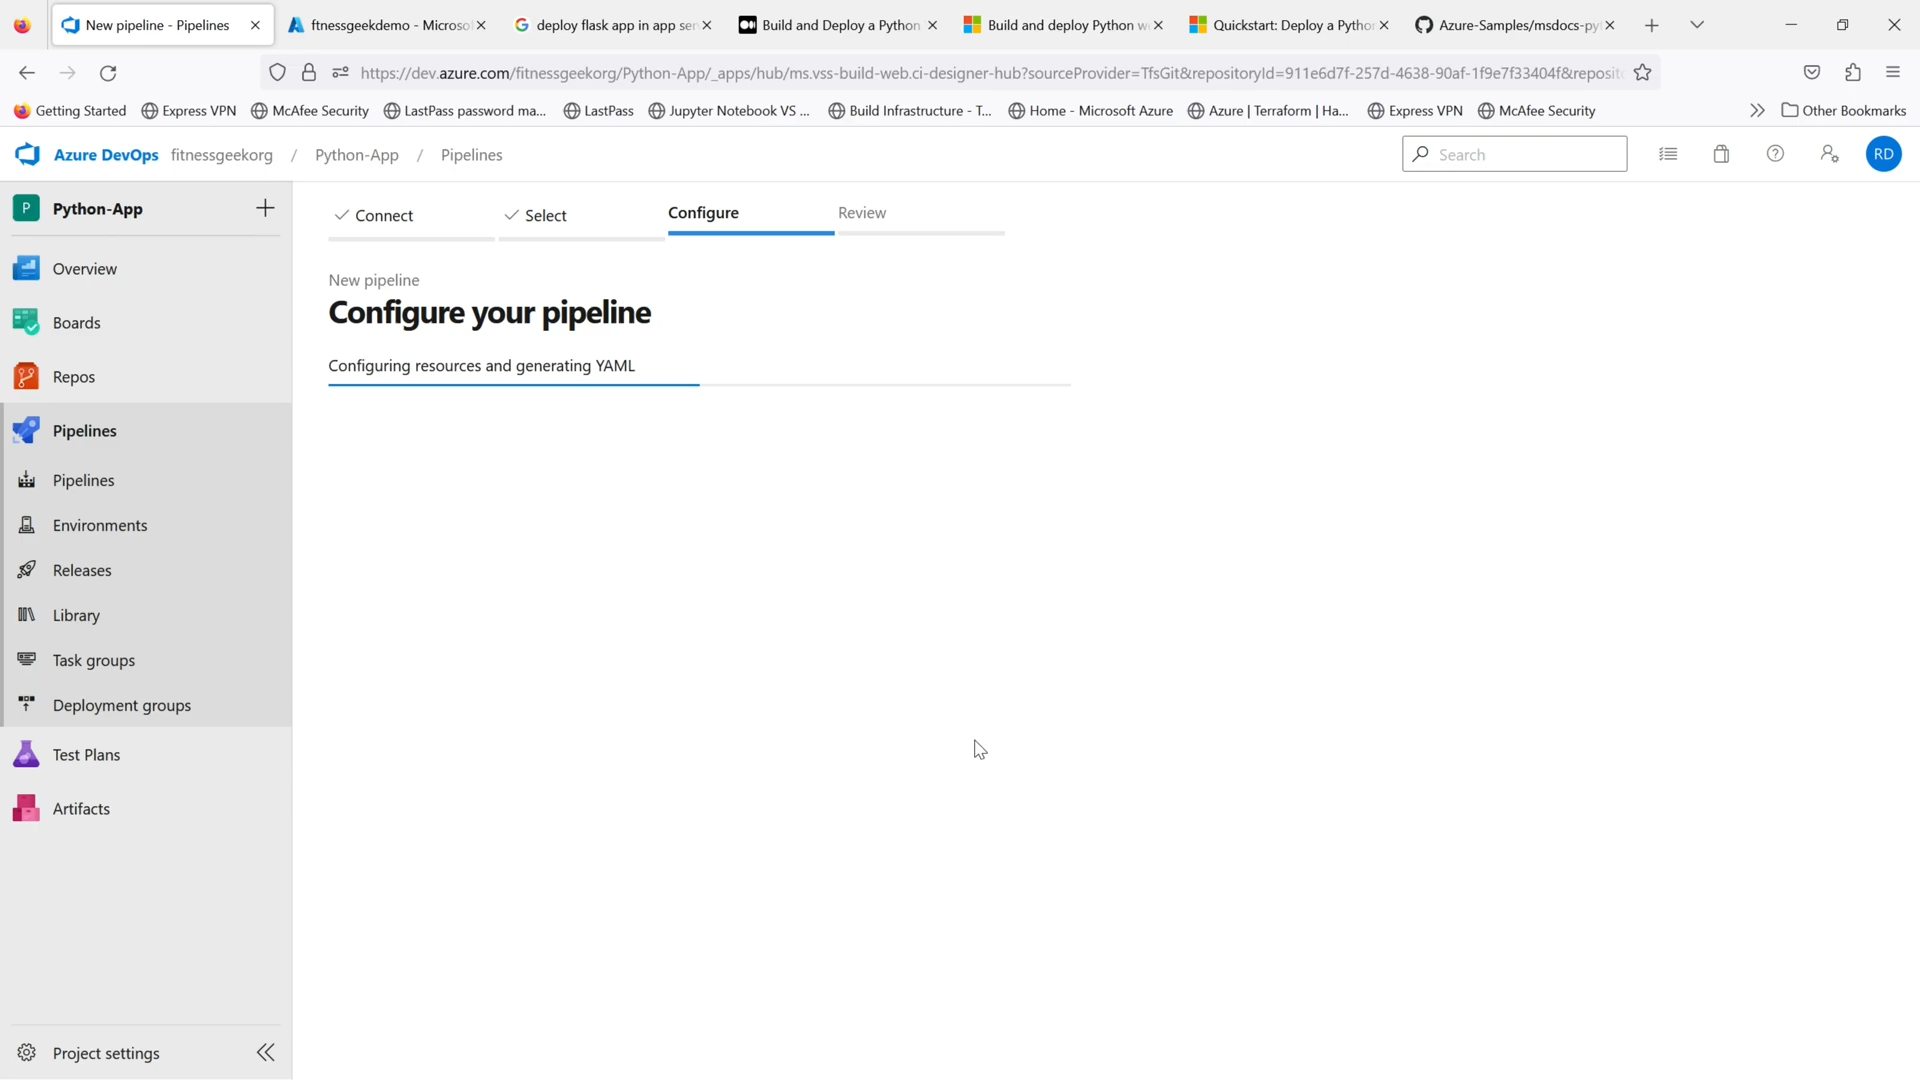 New pipeline - Pipelines
ftnessgeekdemo - Microsof
deploy flask app in app ser
Build and Deploy a Python
Build and deploy Python w
Quickstart: Deploy a Python
Azure-Samples/msdocs-py
https://dev.azure.com/fitnessgeekorg/Python-App/_apps/hub/ms.vss-build-web.ci-designer-hub?sourceProvider=TfsGit&repositoryId=911e6d7f-257d-4638-90af-1f9e7f33404f&reposit
Getting Started
Express VPN
McAfee Security
LastPass password ma...
LastPass
Jupyter Notebook VS ...
Build Infrastructure - T...
Home - Microsoft Azure
Azure | Terraform | Ha...
Express VPN
McAfee Security
Other Bookmarks
Azure DevOps fitnessgeekorg / Python-App / Pipelines
Search
RD
P Python-App
Connect
Select
Configure
Review
Overview
Boards
Repos
Pipelines
Pipelines
Environments
Releases
Library
Task groups
Deployment groups
Test Plans
Artifacts
Project settings
New pipeline
Configure your pipeline
Configuring resources and generating YAML